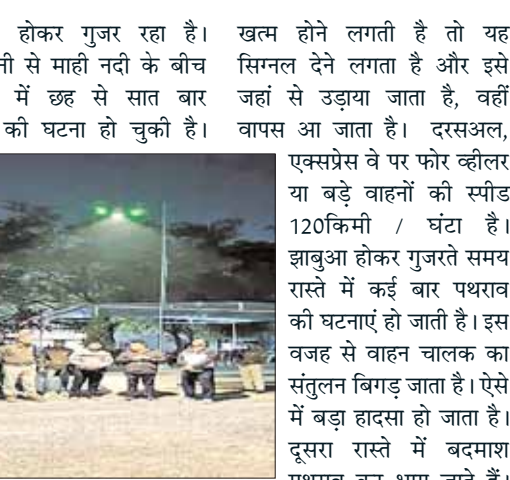 होकर गुजर रहा है।
से माही नदी के बीच
में छह से सात बार
की घटना हो चुकी है।
खत्म होने लगती है तो यह
सिग्नल देने लगता है और इसे
जहां से उड़ाया जाता है, वहीं
वापस आ जाता है। दरसअल,
एक्सप्रेस वे पर फोर व्हीलर
या बड़े वाहनों की स्पीड
120किमी / घंटा है।
झाबुआ होकर गुजरते समय
रास्ते में कई बार पथराव
की घटनाएं हो जाती है। इस
वजह से वाहन चालक का
संतुलन बिगड़ जाता है। ऐसे
में बड़ा हादसा हो जाता है।
दूसरा रास्ते में बदमाश